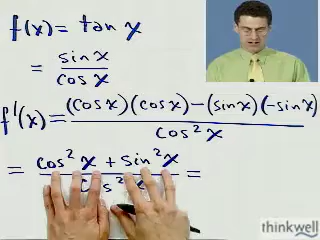 f(x) = tan x
= sin x / cos x
f'(x) = (cos x)(cos x) − (sin x)(−sin x) / cos² x
= cos² x + sin² x / cos² =
thinkwell